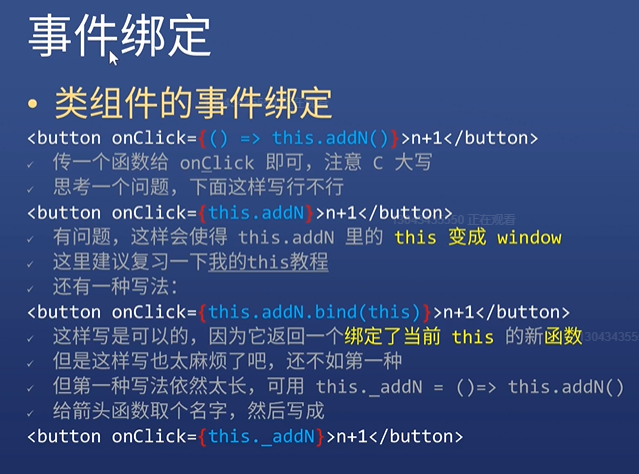 事件绑定
• 类组件的事件绑定
<button onClick={() => this.addN()}>n+1</button>
✓ 传一个函数给 onClick 即可，注意 C 大写
✓ 思考一个问题，下面这样写行不行
<button onClick={this.addN}>n+1</button>
✓ 有问题，这样会使得 this.addN 里的 this 变成 window
✓ 这里建议复习一下我的this教程
✓ 还有一种写法：
<button onClick={this.addN.bind(this)}>n+1</button>
✓ 这样写是可以的，因为它返回一个绑定了当前 this 的新函数
✓ 但是这样写也太麻烦了吧，还不如第一种
✓ 但第一种写法依然太长，可用 this._addN = ()=> this.addN()
✓ 给箭头函数取个名字，然后写成
<button onClick={this._addN}>n+1</button>
正在观看